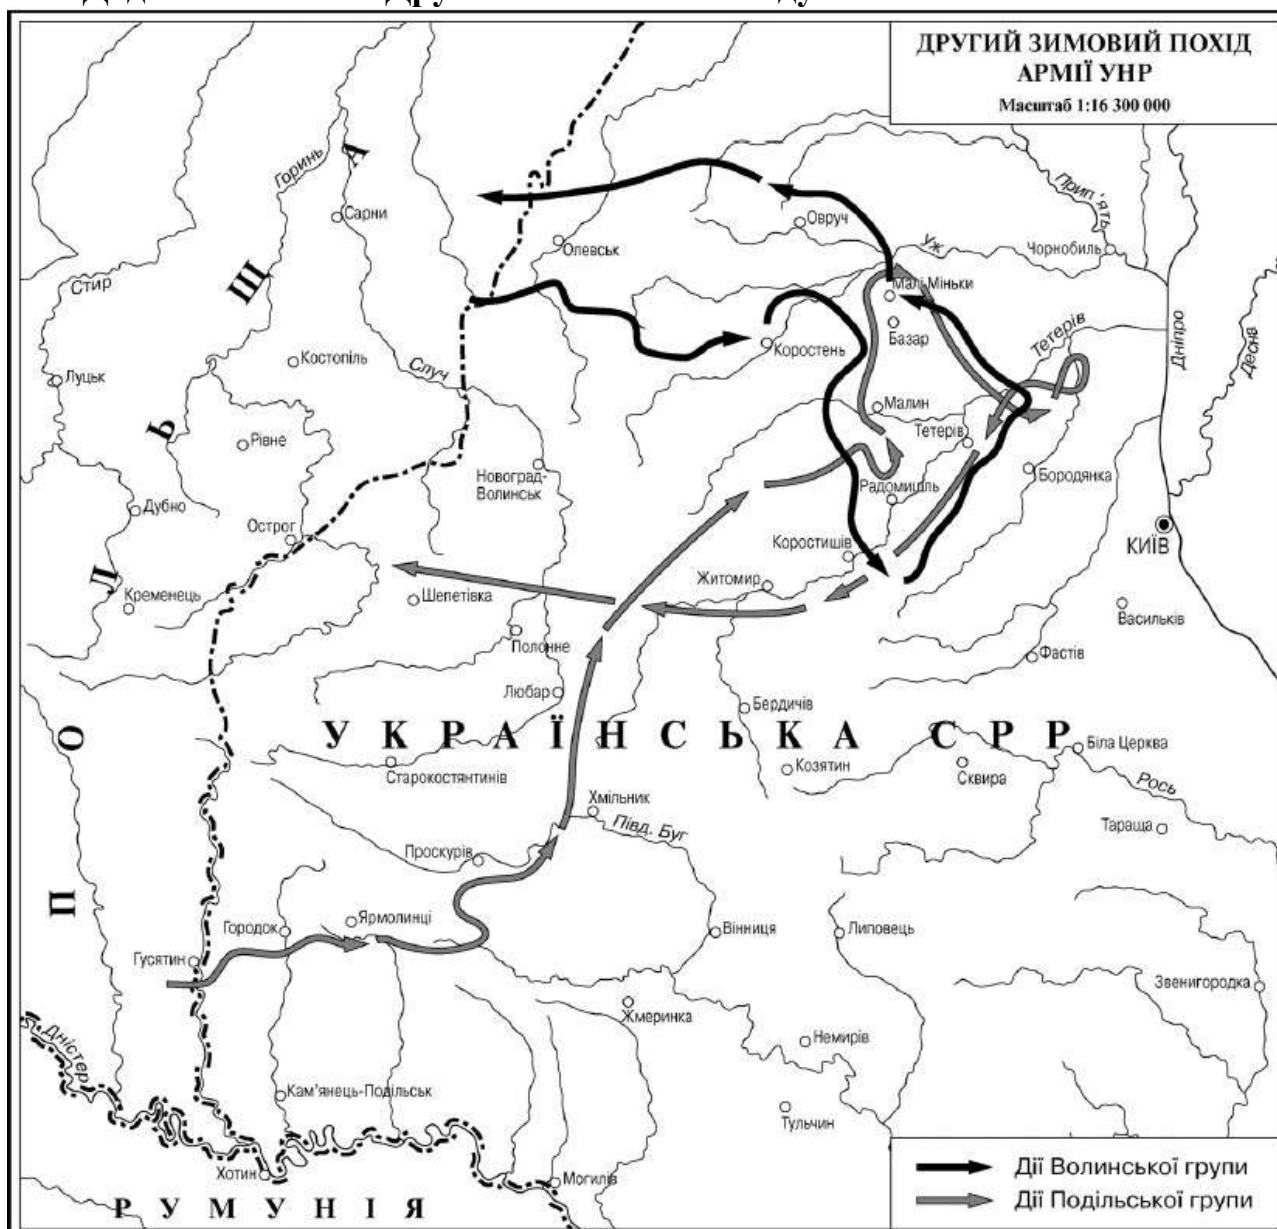 ДРУГИЙ ЗИМОВИЙ ПОХІД
АРМІЇ УНР
Масштаб 1:16 300 000
Горинь
Сарни
Стир
Олевськ
Овруч
Уж
Прип'ять
Чорнобиль
Малі Міньки
Базар
Тетерів
Дніпро
Десна
Коростень
Костопіль
Случ
Луцьк
Рівне
Малин
Тетерів
Новоград-
Волинськ
Радомишль
Бородянка
Дубно
Острог
Коростишів
КИЇВ
Житомир
Кременець
Шепетівка
Васильків
Полонне
Фастів
Любар
Бердичів
ПОЛЬЩА
УКРАЇНСЬКА СРР
Біла Церква
Старокостянтинів
Козятин
Сквира
Рось
Хмільник
Півд. Буг
Тараща
Проскурів
Городок
Ярмолинці
Вінниця
Липовець
Гусятин
Звенигородка
Жмеринка
Немирів
Дністер
Кам'янець-Подільськ
Тульчин
Хотин
Могилів
РУМУНІЯ
Дії Волинської групи
Дії Подільської групи